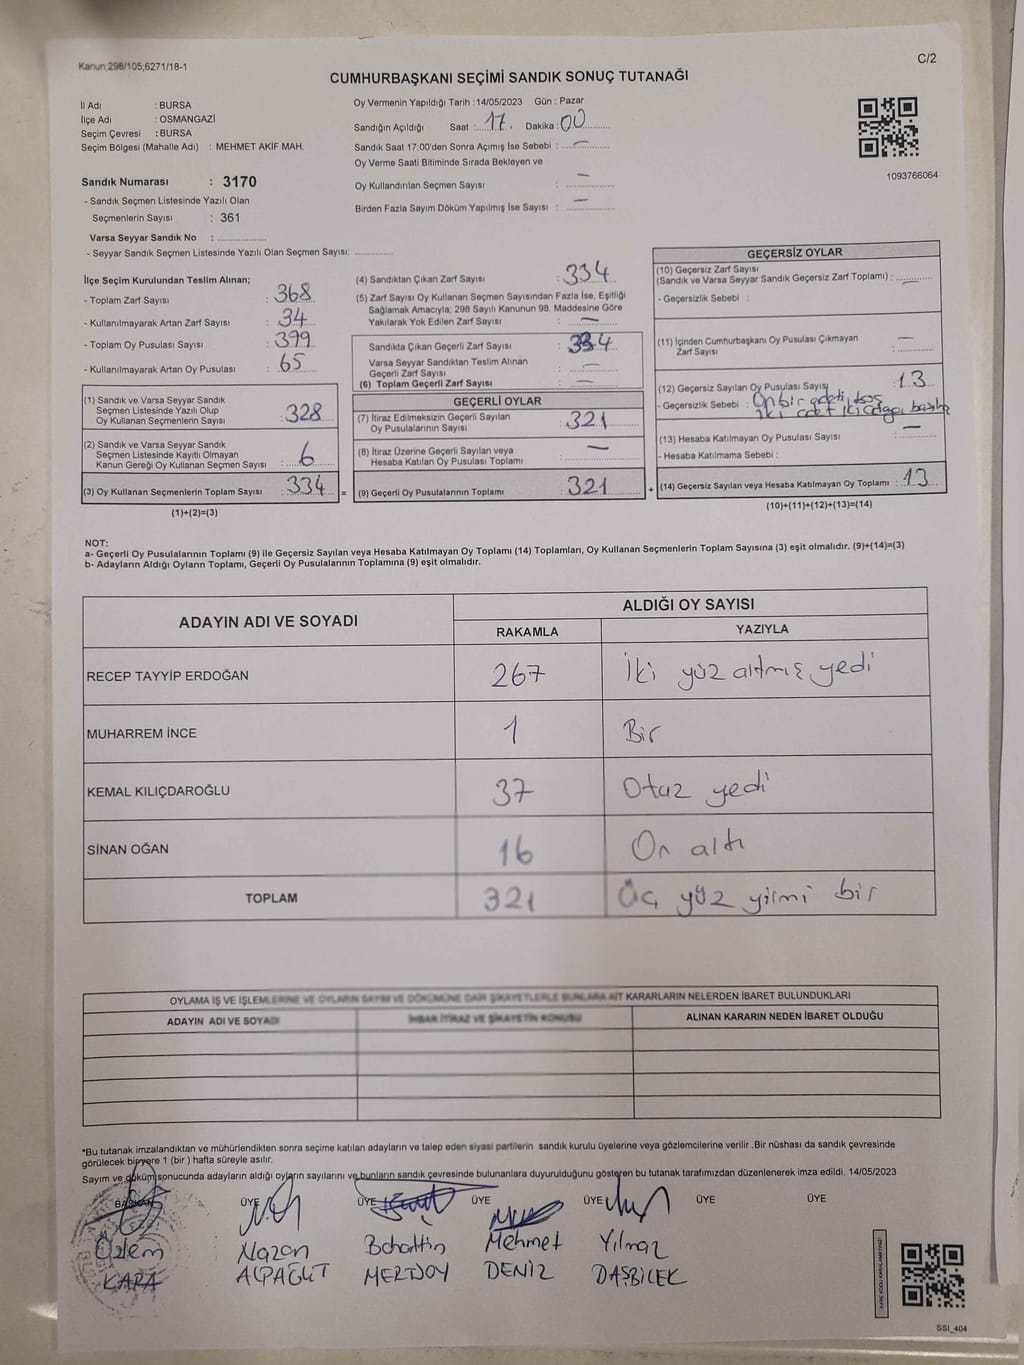 Kanun;298/105;6271/18-1
C/2
CUMHURBAŞKANI SEÇİMİ SANDIK SONUÇ TUTANAĞI
İl Adı : BURSA
İlçe Adı : OSMANGAZİ
Seçim Çevresi : BURSA
Seçim Bölgesi (Mahalle Adı) : MEHMET AKİF MAH.
Sandık Numarası : 3170
- Sandık Seçmen Listesinde Yazılı Olan
Seçmenlerin Sayısı : 361
Varsa Seyyar Sandık No :
- Seyyar Sandık Seçmen Listesinde Yazılı Olan Seçmen Sayısı:
Oy Vermenin Yapıldığı Tarih : 14/05/2023 Gün : Pazar
Sandığın Açıldığı Saat : 17 Dakika : 00
Sandık Saat 17:00'den Sonra Açımış İse Sebebi : —
Oy Verme Saati Bitiminde Sırada Bekleyen ve
Oy Kullandırılan Seçmen Sayısı : —
Birden Fazla Sayım Döküm Yapılmış İse Sayısı : —
1093766064
İlçe Seçim Kurulundan Teslim Alınan;
- Toplam Zarf Sayısı : 368
- Kullanılmayarak Artan Zarf Sayısı : 34
- Toplam Oy Pusulası Sayısı : 399
- Kullanılmayarak Artan Oy Pusulası : 65
(1) Sandık ve Varsa Seyyar Sandık
Seçmen Listesinde Yazılı Olup
Oy Kullanan Seçmenlerin Sayısı : 328
(2) Sandık ve Varsa Seyyar Sandık
Seçmen Listesinde Kayıtlı Olmayan
Kanun Gereği Oy Kullanan Seçmen Sayısı : 6
(3) Oy Kullanan Seçmenlerin Toplam Sayısı : 334 =
(1)+(2)=(3)
(4) Sandıktan Çıkan Zarf Sayısı : 334
(5) Zarf Sayısı Oy Kullanan Seçmen Sayısından Fazla İse, Eşitliği
Sağlamak Amacıyla; 298 Sayılı Kanunun 98. Maddesine Göre
Yakılarak Yok Edilen Zarf Sayısı : —
Sandıkta Çıkan Geçerli Zarf Sayısı : 334
Varsa Seyyar Sandıktan Teslim Alınan
Geçerli Zarf Sayısı : —
(6) Toplam Geçerli Zarf Sayısı : —
GEÇERLİ OYLAR
(7) İtiraz Edilmeksizin Geçerli Sayılan
Oy Pusulalarının Sayısı : 321
(8) İtiraz Üzerine Geçerli Sayılan veya
Hesaba Katılan Oy Pusulası Toplamı : —
(9) Geçerli Oy Pusulalarının Toplamı : 321 +
GEÇERSİZ OYLAR
(10) Geçersiz Zarf Sayısı
(Sandık ve Varsa Seyyar Sandık Geçersiz Zarf Toplamı) :
- Geçersizlik Sebebi :
(11) İçinden Cumhurbaşkanı Oy Pusulası Çıkmayan
Zarf Sayısı : —
(12) Geçersiz Sayılan Oy Pusulası Sayısı : 13
- Geçersizlik Sebebi : On bir adeti boş
iki adet iki adaya basılmış
(13) Hesaba Katılmayan Oy Pusulası Sayısı : —
- Hesaba Katılmama Sebebi :
(14) Geçersiz Sayılan veya Hesaba Katılmayan Oy Toplamı : 13
(10)+(11)+(12)+(13)=(14)
NOT:
a- Geçerli Oy Pusulalarının Toplamı (9) ile Geçersiz Sayılan veya Hesaba Katılmayan Oy Toplamı (14) Toplamları, Oy Kullanan Seçmenlerin Toplam Sayısına (3) eşit olmalıdır. (9)+(14)=(3)
b- Adayların Aldığı Oyların Toplamı, Geçerli Oy Pusulalarının Toplamına (9) eşit olmalıdır.
ADAYIN ADI VE SOYADI
ALDIĞI OY SAYISI
RAKAMLA YAZIYLA
RECEP TAYYİP ERDOĞAN 267 İki yüz altmış yedi
MUHARREM İNCE 1 Bir
KEMAL KILIÇDAROĞLU 37 Otuz yedi
SİNAN OĞAN 16 On altı
TOPLAM 321 Üç yüz yirmi bir
OYLAMA İŞ VE İŞLEMLERİNE VE OYLARIN SAYIM VE DÖKÜMÜNE DAİR ŞİKAYETLERLE BUNLARA AİT KARARLARIN NELERDEN İBARET BULUNDUKLARI
ADAYIN ADI VE SOYADI İHBAR İTİRAZ VE ŞİKAYETİN KONUSU ALINAN KARARIN NEDEN İBARET OLDUĞU
*Bu tutanak imzalandıktan ve mühürlendikten sonra seçime katılan adayların ve talep eden siyasi partilerin sandık kurulu üyelerine veya gözlemcilerine verilir .Bir nüshası da sandık çevresinde
görülecek biryere 1 (bir ) hafta süreyle asılır.
Sayım ve döküm sonucunda adayların aldığı oyların sayılarını ve bunların sandık çevresinde bulunanlara duyurulduğunu gösteren bu tutanak tarafımızdan düzenlenerek imza edildi. 14/05/2023
BAŞKAN ÜYE ÜYE ÜYE ÜYE ÜYE ÜYE
Özlem Nazan Bahattin Mehmet Yılmaz
KARA ALPAĞUT MERTSOY DENİZ DAŞBİLEK
KARE KODU KARALAMAYINIZ!
SSI_404